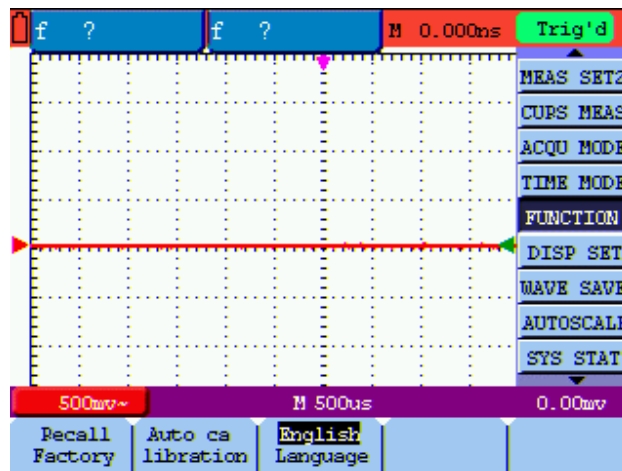 f ?
f ?
M 0.000ns
Trig'd
MEAS SET2
CURS MEAS
ACQU MODE
TIME MODE
FUNCTION
DISP SET
WAVE SAVE
AUTOSCALE
SYS STAT
500mv~
M 500us
0.00mv
Recall
Factory
Auto ca
libration
English
Language